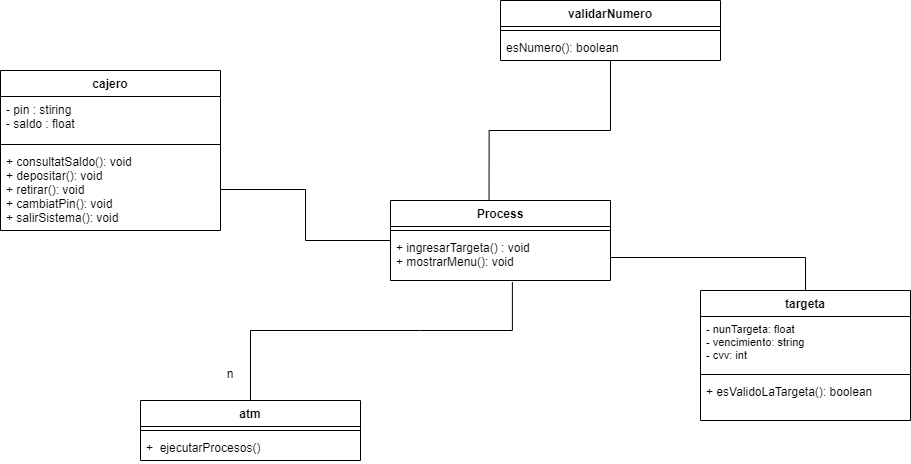 validarNumero
esNumero(): boolean
cajero
- pin : stiring
- saldo : float
+ consultatSaldo(): void
+ depositar(): void
+ retirar(): void
+ cambiatPin(): void
+ salirSistema(): void
Process
+ ingresarTargeta() : void
+ mostrarMenu(): void
targeta
- nunTargeta: float
- vencimiento: string
- cvv: int
+ esValidoLaTargeta(): boolean
n
atm
+ ejecutarProcesos()